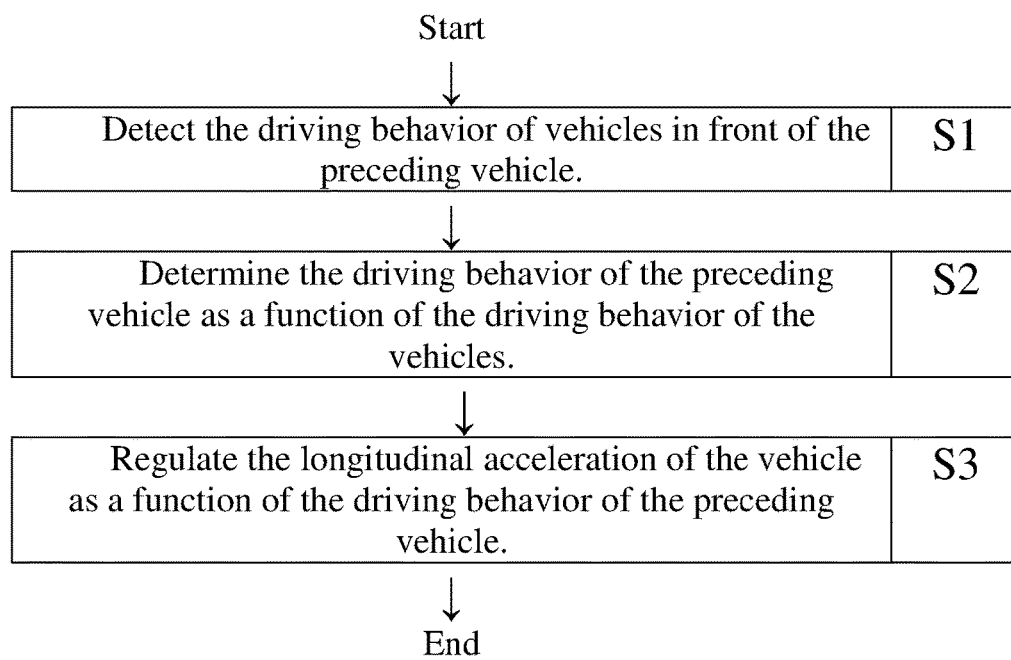 Start
Detect the driving behavior of vehicles in front of the
preceding vehicle.
S1
Determine the driving behavior of the preceding
vehicle as a function of the driving behavior of the
vehicles.
S2
Regulate the longitudinal acceleration of the vehicle
as a function of the driving behavior of the preceding
vehicle.
S3
End